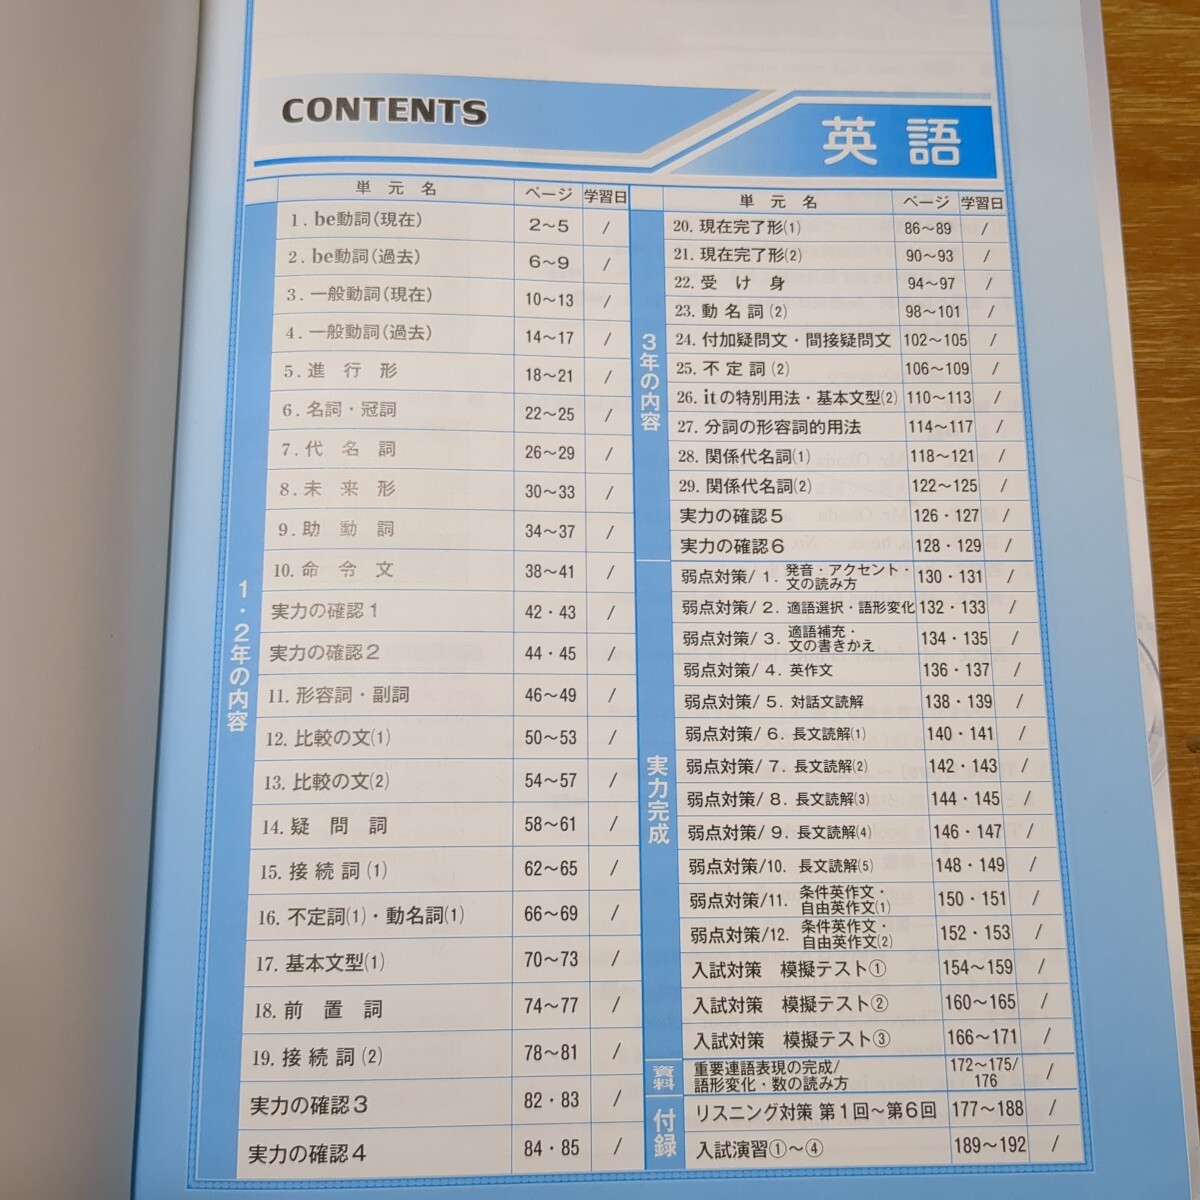 CONTENTS
英語
単元名 ページ 学習日
1・2年の内容
1. be動詞(現在) 2〜5 /
2. be動詞(過去) 6〜9 /
3. 一般動詞(現在) 10〜13 /
4. 一般動詞(過去) 14〜17 /
5. 進行形 18〜21 /
6. 名詞・冠詞 22〜25 /
7. 代名詞 26〜29 /
8. 未来形 30〜33 /
9. 助動詞 34〜37 /
10. 命令文 38〜41 /
実力の確認1 42・43 /
実力の確認2 44・45 /
11. 形容詞・副詞 46〜49 /
12. 比較の文(1) 50〜53 /
13. 比較の文(2) 54〜57 /
14. 疑問詞 58〜61 /
15. 接続詞(1) 62〜65 /
16. 不定詞(1)・動名詞(1) 66〜69 /
17. 基本文型(1) 70〜73 /
18. 前置詞 74〜77 /
19. 接続詞(2) 78〜81 /
実力の確認3 82・83 /
実力の確認4 84・85 /
単元名 ページ 学習日
3年の内容
20. 現在完了形(1) 86〜89 /
21. 現在完了形(2) 90〜93 /
22. 受け身 94〜97 /
23. 動名詞(2) 98〜101 /
24. 付加疑問文・間接疑問文 102〜105 /
25. 不定詞(2) 106〜109 /
26. itの特別用法・基本文型(2) 110〜113 /
27. 分詞の形容詞的用法 114〜117 /
28. 関係代名詞(1) 118〜121 /
29. 関係代名詞(2) 122〜125 /
実力の確認5 126・127 /
実力の確認6 128・129 /
実力完成
弱点対策/ 1. 発音・アクセント・
文の読み方 130・131 /
弱点対策/ 2. 適語選択・語形変化 132・133 /
弱点対策/ 3. 適語補充・
文の書きかえ 134・135 /
弱点対策/ 4. 英作文 136・137 /
弱点対策/ 5. 対話文読解 138・139 /
弱点対策/ 6. 長文読解(1) 140・141 /
弱点対策/ 7. 長文読解(2) 142・143 /
弱点対策/ 8. 長文読解(3) 144・145 /
弱点対策/ 9. 長文読解(4) 146・147 /
弱点対策/10. 長文読解(5) 148・149 /
弱点対策/11. 条件英作文・
自由英作文(1) 150・151 /
弱点対策/12. 条件英作文・
自由英作文(2) 152・153 /
入試対策 模擬テスト① 154〜159 /
入試対策 模擬テスト② 160〜165 /
入試対策 模擬テスト③ 166〜171 /
資料
重要連語表現の完成/ 172〜175/
語形変化・数の読み方 176 /
付録
リスニング対策 第1回〜第6回 177〜188 /
入試演習①〜④ 189〜192 /